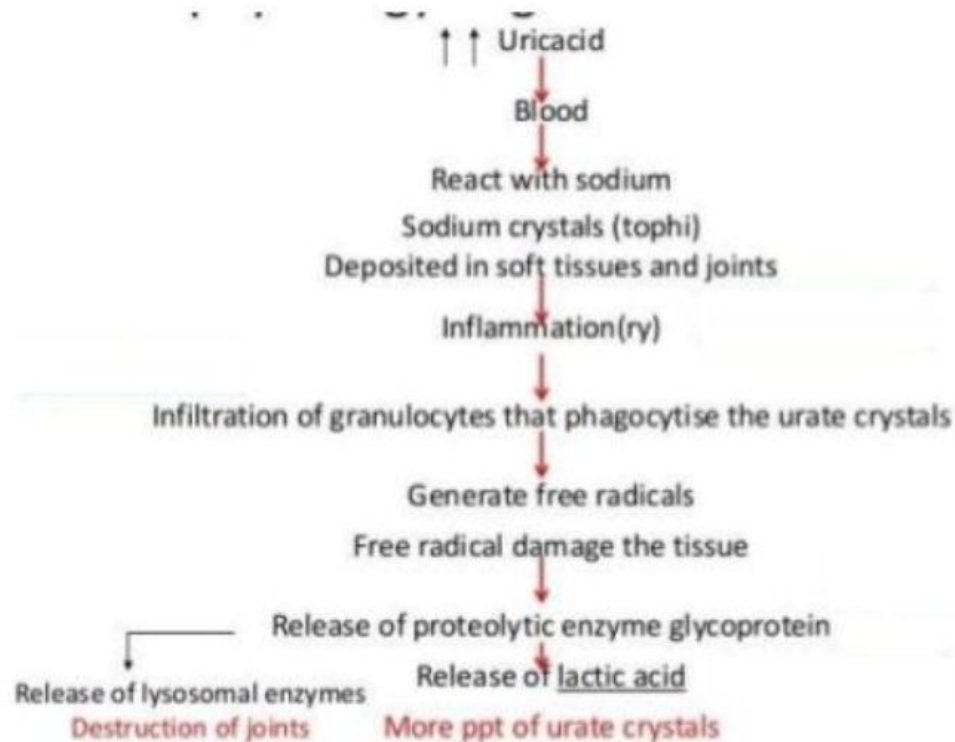 ↑ ↑ Uricacid
Blood
React with sodium
Sodium crystals (tophi)
Deposited in soft tissues and joints
Inflammation(ry)
Infiltration of granulocytes that phagocytise the urate crystals
Generate free radicals
Free radical damage the tissue
Release of proteolytic enzyme glycoprotein
Release of lactic acid
Release of lysosomal enzymes
Destruction of joints
More ppt of urate crystals